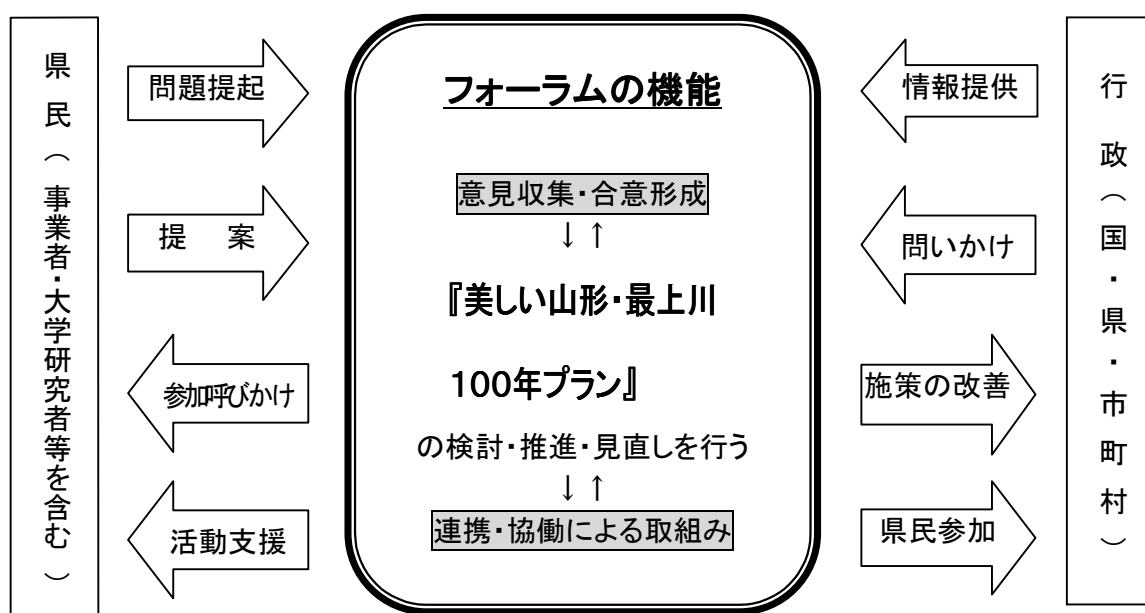 県民（事業者・大学研究者等を含む）
問題提起
提　案
参加呼びかけ
活動支援
フォーラムの機能
意見収集・合意形成
↓ ↑
『美しい山形・最上川
100年プラン』
の検討・推進・見直しを行う
↓ ↑
連携・協働による取組み
情報提供
問いかけ
施策の改善
県民参加
行政（国・県・市町村）